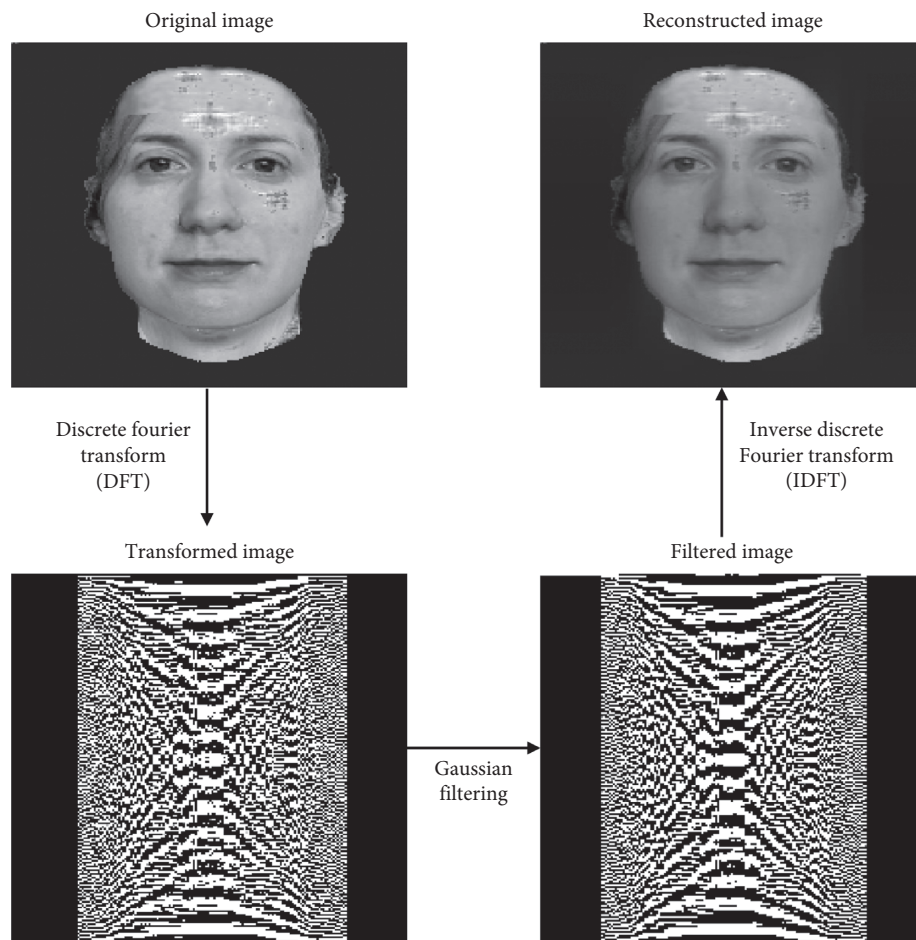 Original image
Reconstructed image
Discrete fourier
transform
(DFT)
Inverse discrete
Fourier transform
(IDFT)
Transformed image
Filtered image
Gaussian
filtering